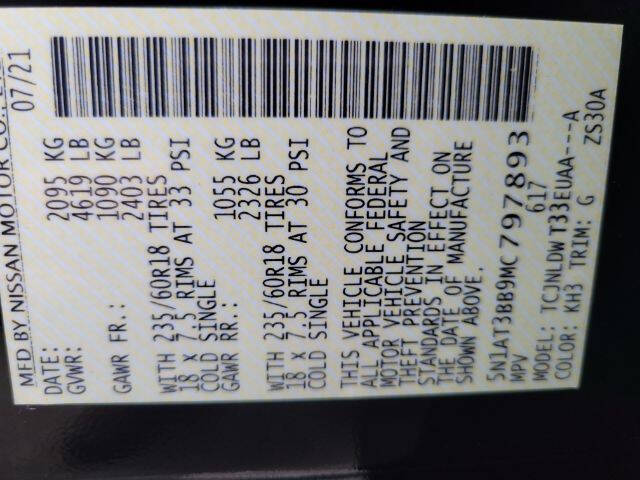 MFD BY NISSAN MOTOR CO.,
DATE: 07/21
GVWR: 2095 KG
4619 LB
GAWR FR.: 1090 KG
2403 LB
WITH 235/60R18 TIRES
18 X 7.5 RIMS AT 33 PSI
COLD SINGLE
GAWR RR.: 1055 KG
2326 LB
WITH 235/60R18 TIRES
18 X 7.5 RIMS AT 30 PSI
COLD SINGLE
THIS VEHICLE CONFORMS TO
ALL APPLICABLE FEDERAL
MOTOR VEHICLE SAFETY AND
THEFT PREVENTION
STANDARDS IN EFFECT ON
THE DATE OF MANUFACTURE
SHOWN ABOVE.
5N1AT3BB9MC797893
MPV 617
MODEL: TCJNLDWT33EUAA---A
COLOR: KH3 TRIM: G ZS30A